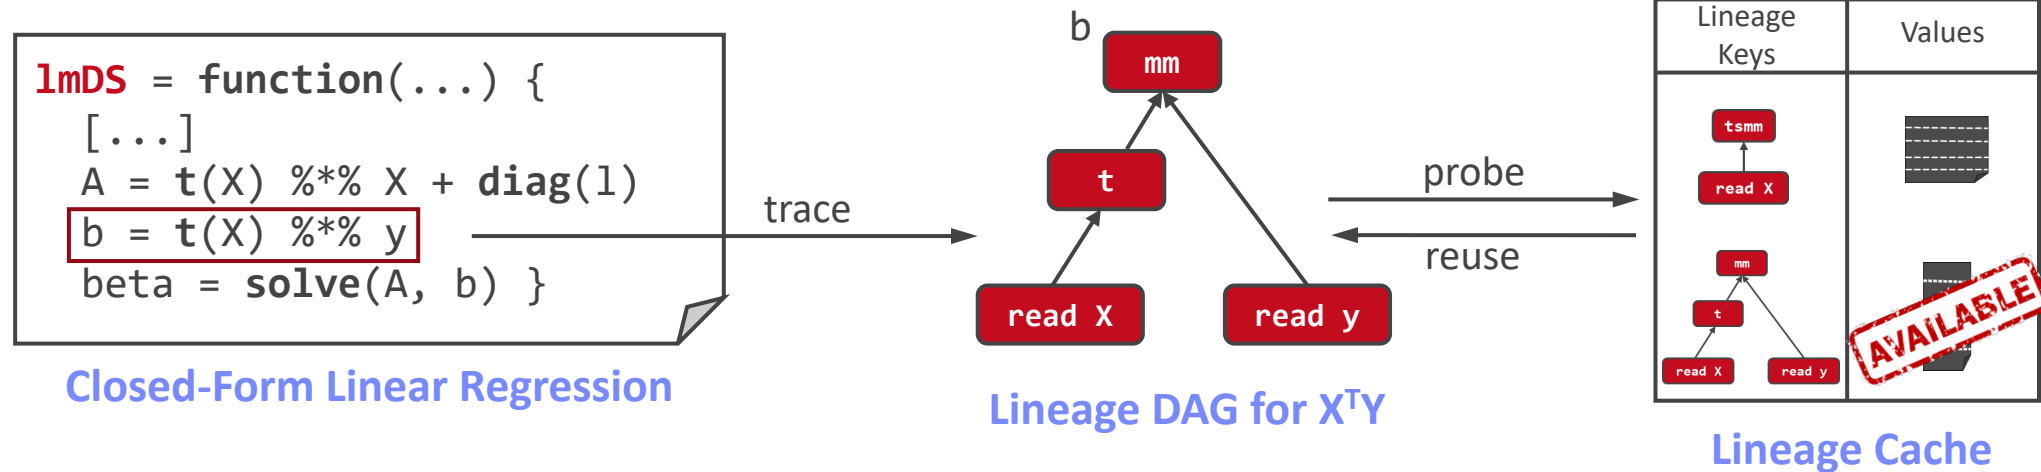 lmDS = function(...) {
[...]
A = t(X) %*% X + diag(l)
b = t(X) %*% y
beta = solve(A, b) }
Closed-Form Linear Regression
trace
b
mm
t
read X
read y
Lineage DAG for XᵀY
probe
reuse
Lineage
Keys
Values
tsmm
read X
mm
t
read X
read y
AVAILABLE
Lineage Cache